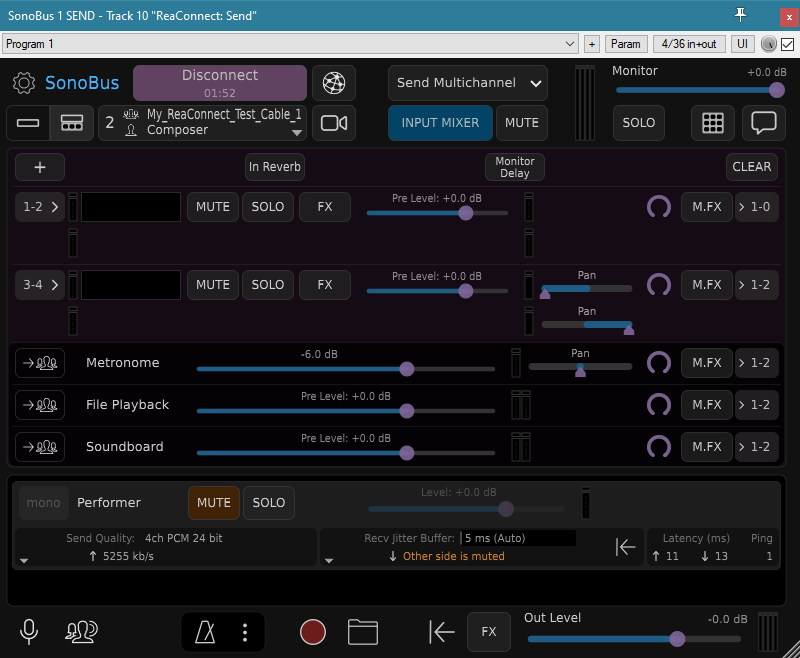 SonoBus 1 SEND - Track 10 "ReaConnect: Send"
x
Program 1
+
Param
4/36 in+out
UI
SonoBus
Disconnect
01:52
Send Multichannel
Monitor
+0.0 dB
2
My_ReaConnect_Test_Cable_1
Composer
INPUT MIXER
MUTE
SOLO
+
In Reverb
Monitor
Delay
CLEAR
1-2 >
MUTE
SOLO
FX
Pre Level: +0.0 dB
M.FX
> 1-0
3-4 >
MUTE
SOLO
FX
Pre Level: +0.0 dB
Pan
Pan
M.FX
> 1-2
Metronome
-6.0 dB
Pan
M.FX
> 1-2
File Playback
Pre Level: +0.0 dB
M.FX
> 1-2
Soundboard
Pre Level: +0.0 dB
M.FX
> 1-2
mono
Performer
MUTE
SOLO
Level: +0.0 dB
Send Quality: 4ch PCM 24 bit
↑ 5255 kb/s
Recv Jitter Buffer: 5 ms (Auto)
↓ Other side is muted
Latency (ms)
↑ 11 ↓ 13
Ping
1
FX
Out Level
-0.0 dB